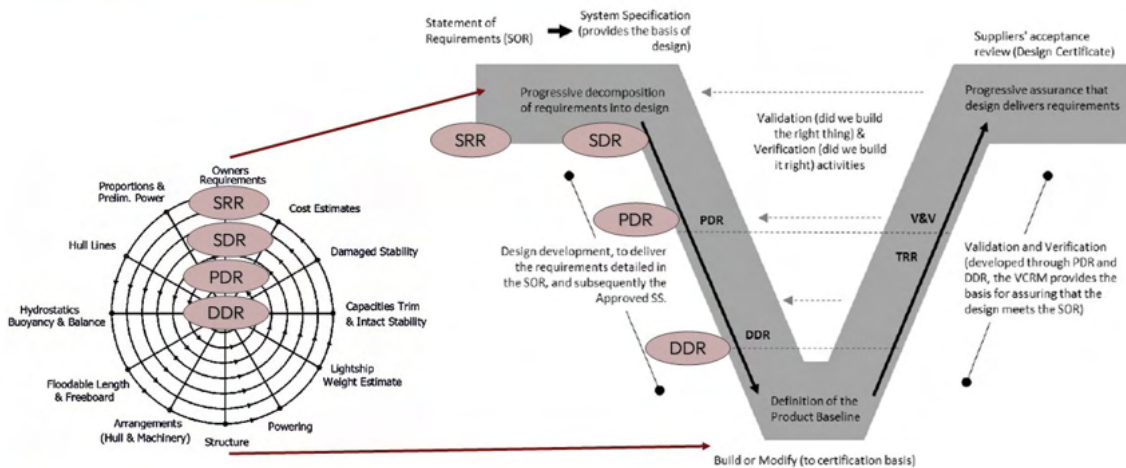 Statement of
Requirements (SOR)
System Specification
(provides the basis of
design)
Suppliers' acceptance
review (Design Certificate)
Progressive decomposition
of requirements into design
Progressive assurance that
design delivers requirements
SRR
SDR
Validation (did we build
the right thing) &
Verification (did we build
it right) activities
PDR
PDR
V&V
TRR
Design development, to deliver
the requirements detailed in
the SOR, and subsequently the
Approved SS.
Validation and Verification
(developed through PDR and
DDR, the VCRM provides the
basis for assuring that the
design meets the SOR)
DDR
DDR
Definition of the
Product Baseline
Build or Modify (to certification basis)
Owners
Requirements
Proportions &
Prelim. Power
SRR
Cost Estimates
Hull Lines
SDR
Damaged Stability
PDR
Hydrostatics
Buoyancy & Balance
DDR
Capacities Trim
& Intact Stability
Floodable Length
& Freeboard
Lightship
Weight Estimate
Arrangements
(Hull & Machinery)
Structure
Powering